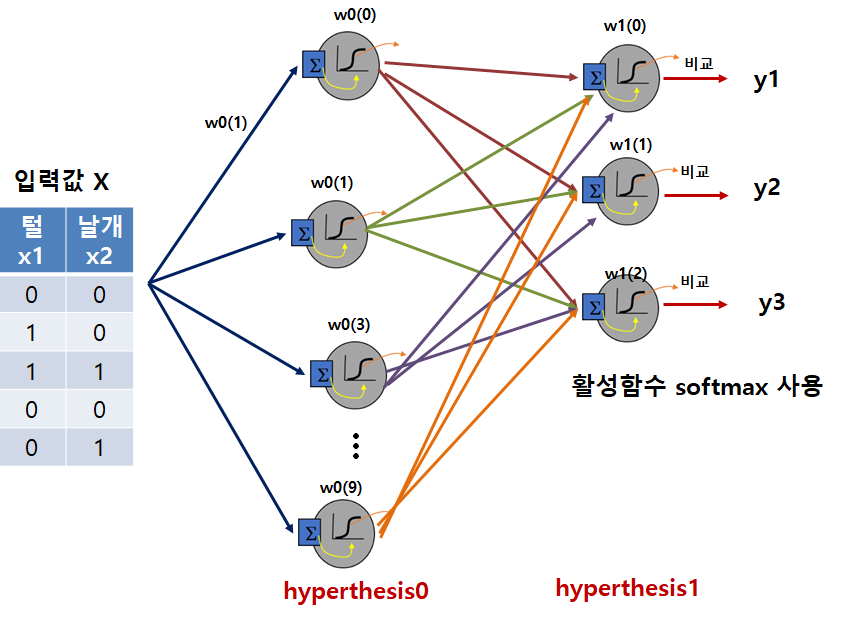 입력값 X
털 날개
x1 x2
0 0
1 0
1 1
0 0
0 1
w0(1)
w0(0)
Σ
w0(1)
Σ
w0(3)
Σ
w0(9)
Σ
hyperthesis0
w1(0)
Σ
비교
y1
w1(1)
Σ
비교
y2
w1(2)
Σ
비교
y3
활성함수 softmax 사용
hyperthesis1